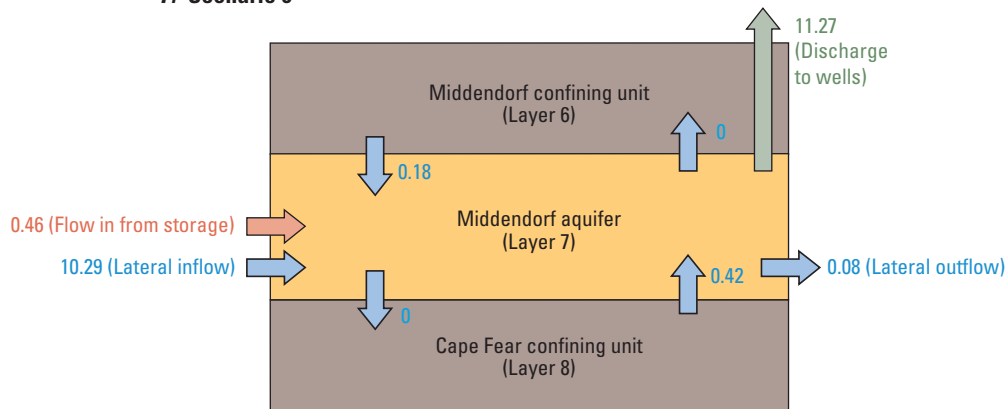 11.27
(Discharge
to wells)
Middendorf confining unit
(Layer 6)
0
0.18
0.46 (Flow in from storage)
Middendorf aquifer
(Layer 7)
10.29 (Lateral inflow)
0.42
0.08 (Lateral outflow)
0
Cape Fear confining unit
(Layer 8)